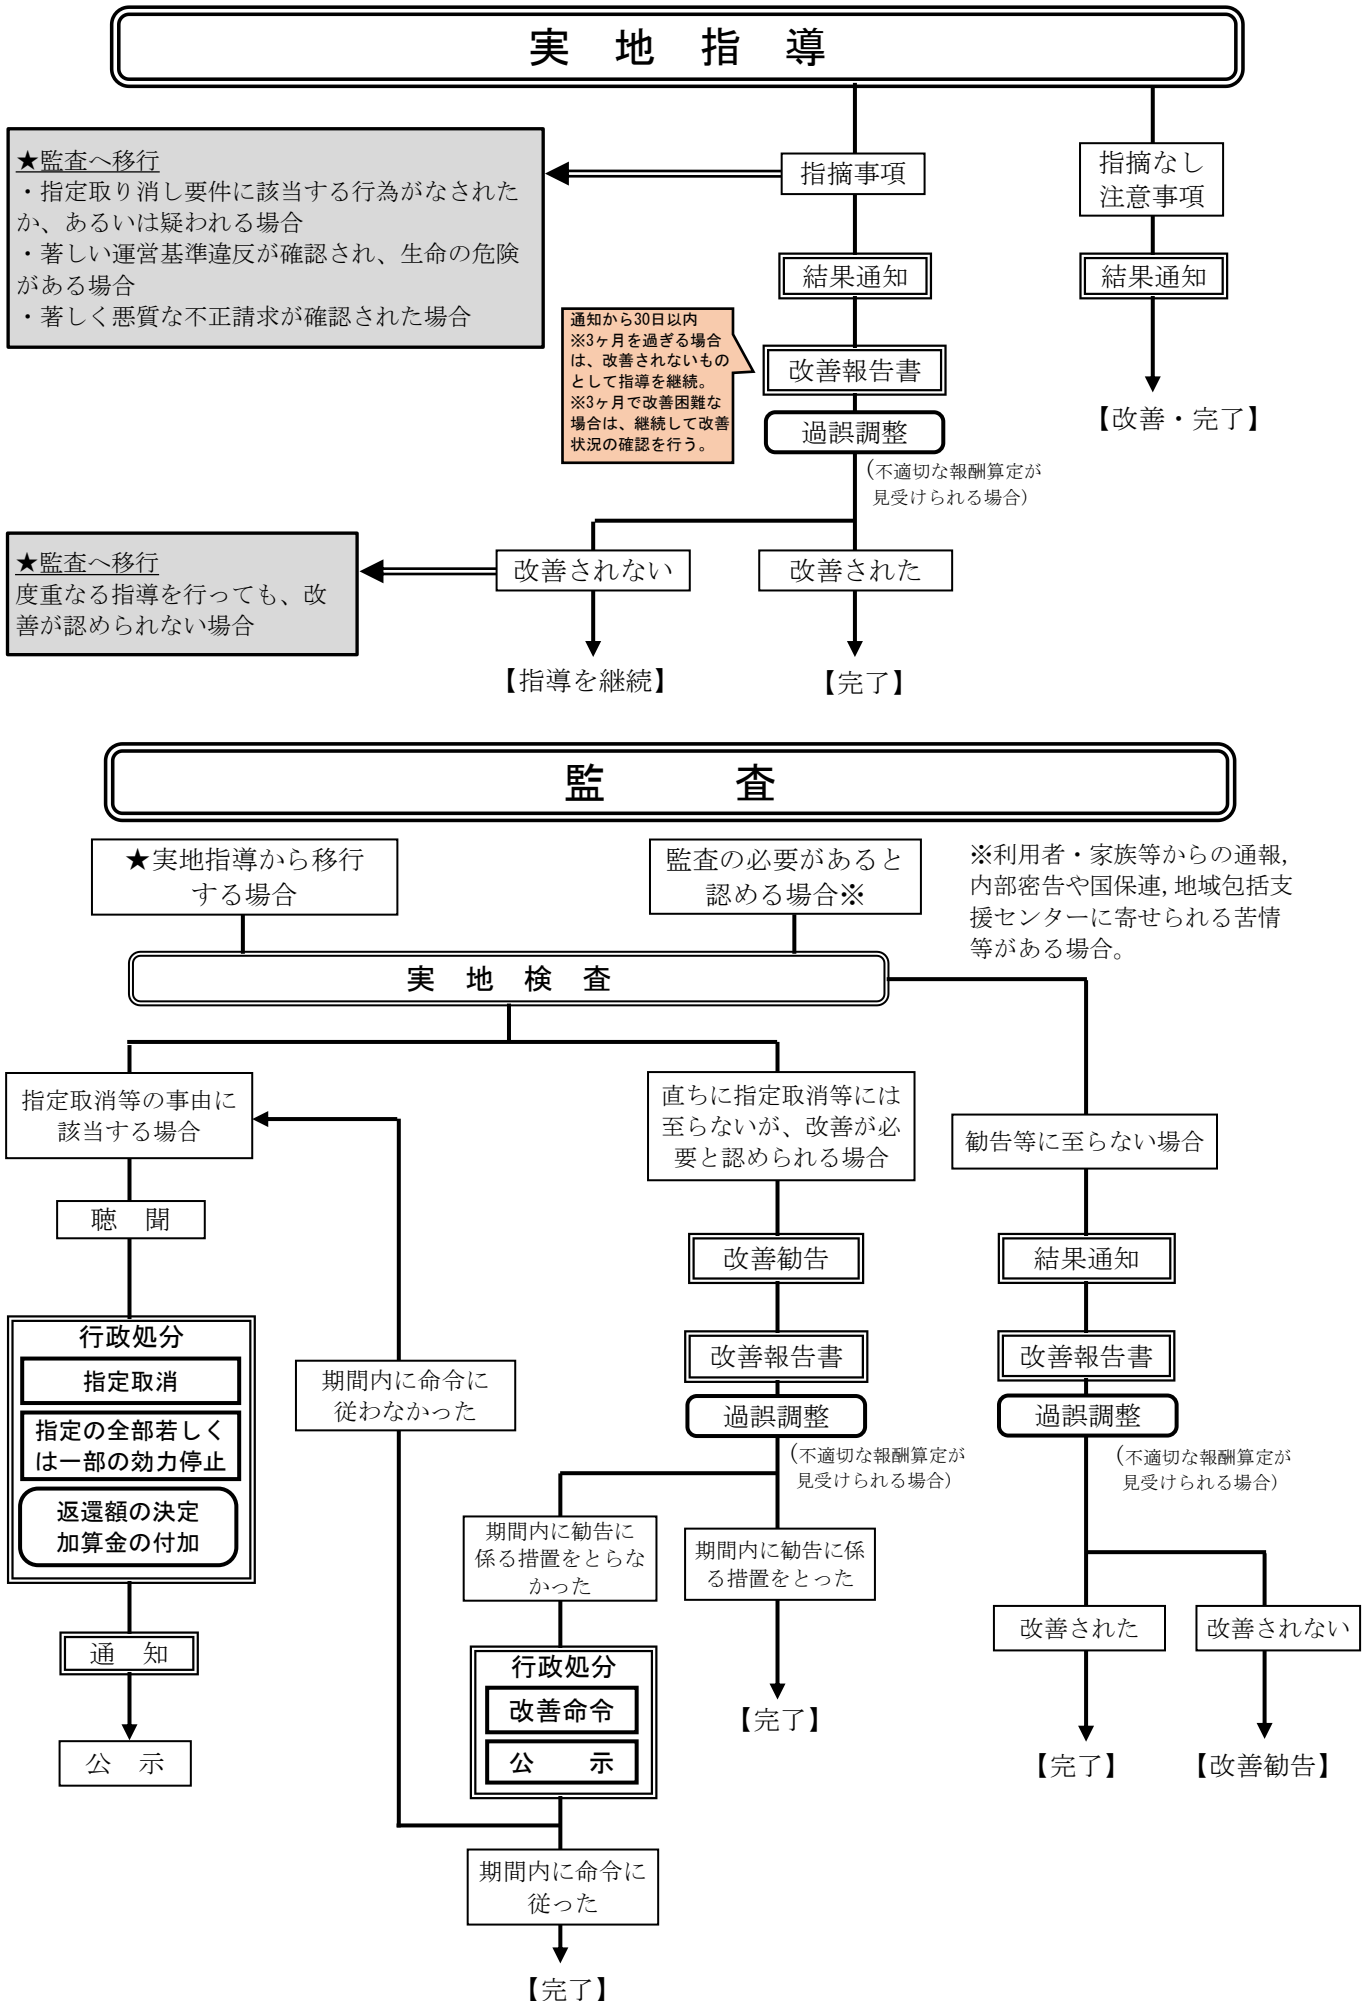 実　地　指　導
★監査へ移行
・指定取り消し要件に該当する行為がなされた
か、あるいは疑われる場合
・著しい運営基準違反が確認され、生命の危険
がある場合
・著しく悪質な不正請求が確認された場合
指摘事項
指摘なし
注意事項
結果通知
結果通知
通知から30日以内
※3ヶ月を過ぎる場合
は、改善されないもの
として指導を継続。
※3ヶ月で改善困難な
場合は、継続して改善
状況の確認を行う。
改善報告書
過誤調整
(不適切な報酬算定が
見受けられる場合)
【改善・完了】
★監査へ移行
度重なる指導を行っても、改
善が認められない場合
改善されない
改善された
【指導を継続】
【完了】
監　　査
★実地指導から移行
する場合
監査の必要があると
認める場合※
※利用者・家族等からの通報,
内部密告や国保連,地域包括支
援センターに寄せられる苦情
等がある場合。
実　地　検　査
指定取消等の事由に
該当する場合
直ちに指定取消等には
至らないが、改善が必
要と認められる場合
勧告等に至らない場合
聴　聞
改善勧告
結果通知
行政処分
指定取消
指定の全部若しく
は一部の効力停止
返還額の決定
加算金の付加
期間内に命令に
従わなかった
改善報告書
過誤調整
(不適切な報酬算定が
見受けられる場合)
改善報告書
過誤調整
(不適切な報酬算定が
見受けられる場合)
期間内に勧告に
係る措置をとらな
かった
期間内に勧告に係
る措置をとった
改善された
改善されない
通　知
行政処分
改善命令
公　　示
【完了】
公　示
【完了】
【改善勧告】
期間内に命令に
従った
【完了】